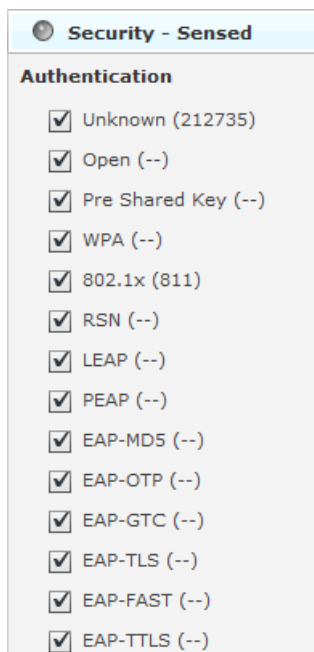 Security - Sensed
Authentication
Unknown (212735)
Open (--)
Pre Shared Key (--)
WPA (--)
802.1x (811)
RSN (--)
LEAP (--)
PEAP (--)
EAP-MD5 (--)
EAP-OTP (--)
EAP-GTC (--)
EAP-TLS (--)
EAP-FAST (--)
EAP-TTLS (--)